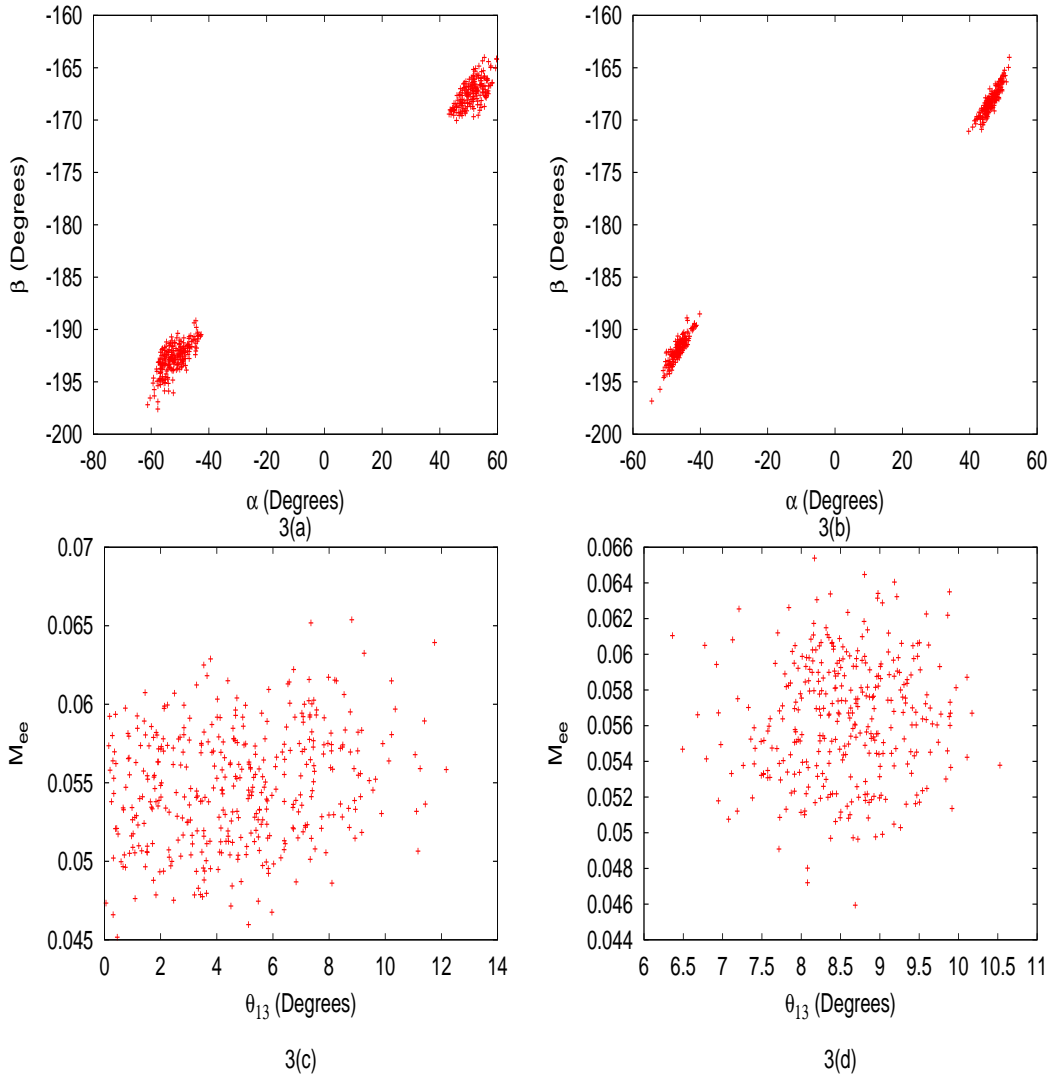 -160
-165
-170
-175
-180
-185
-190
-195
-200
β (Degrees)
-80 -60 -40 -20 0 20 40 60
α (Degrees)
3(a)
-160
-165
-170
-175
-180
-185
-190
-195
-200
β (Degrees)
-60 -40 -20 0 20 40 60
α (Degrees)
3(b)
0.07
0.065
0.06
0.055
0.05
0.045
M_ee
0 2 4 6 8 10 12 14
θ_13 (Degrees)
3(c)
0.066
0.064
0.062
0.06
0.058
0.056
0.054
0.052
0.05
0.048
0.046
0.044
M_ee
6 6.5 7 7.5 8 8.5 9 9.5 10 10.5 11
θ_13 (Degrees)
3(d)